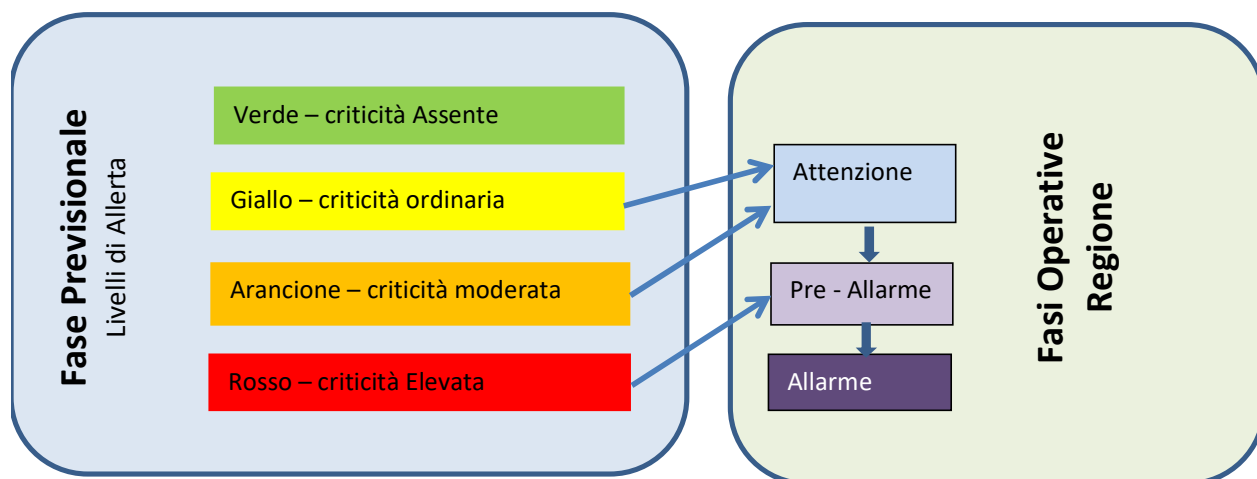 Fase Previsionale
Livelli di Allerta
Verde – criticità Assente
Giallo – criticità ordinaria
Arancione – criticità moderata
Rosso – criticità Elevata
Attenzione
Pre - Allarme
Allarme
Fasi Operative
Regione